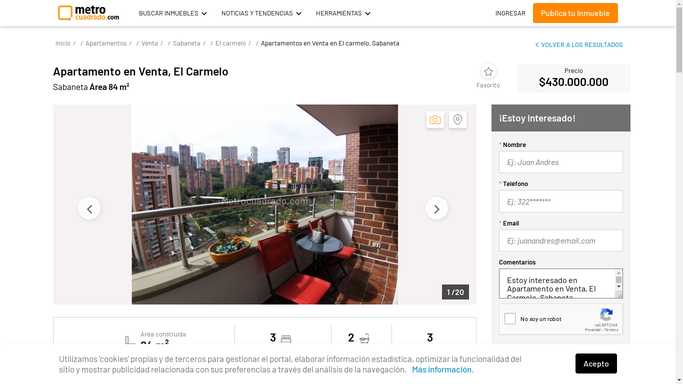 metro
cuadrado.com
BUSCAR INMUEBLES
NOTICIAS Y TENDENCIAS
HERRAMIENTAS
INGRESAR
Publica tu inmueble
Inicio / / Apartamentos / / Venta / / Sabaneta / / El carmelo / / Apartamentos en Venta en El carmelo, Sabaneta
VOLVER A LOS RESULTADOS
Apartamento en Venta, El Carmelo
Sabaneta Área 84 m²
Favorito
Precio
$430.000.000
metrocuadrado.com
1 / 20
¡Estoy Interesado!
* Nombre
Ej: Juan Andres
* Telefono
Ej: 322*******
* Email
Ej: juanandres@email.com
Comentarios
Estoy interesado en
Apartamento en Venta, El
Carmelo, Sabaneta
No soy un robot
reCAPTCHA
Privacidad - Términos
Área construida
84 m²
3
2
3
Utilizamos 'cookies' propias y de terceros para gestionar el portal, elaborar información estadística, optimizar la funcionalidad del
sitio y mostrar publicidad relacionada con sus preferencias a través del análisis de la navegación. Más información.
Acepto